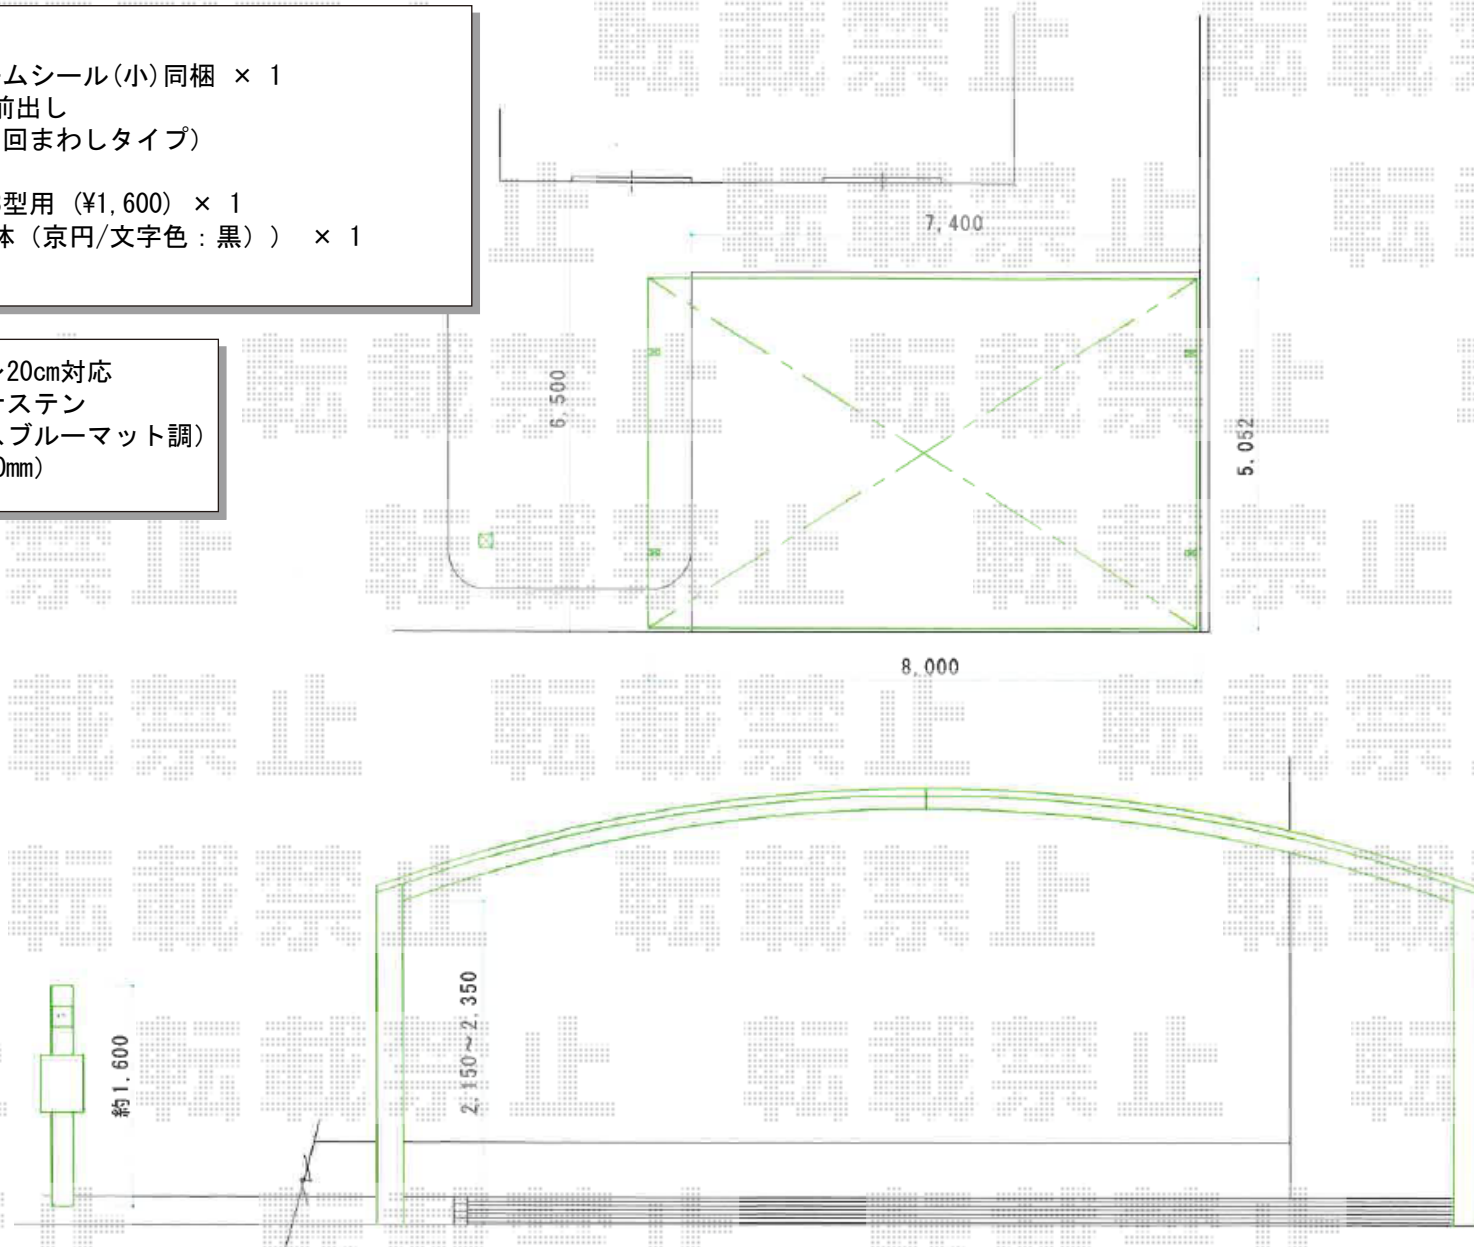 ムシール(小)同梱 × 1
前出し
回まわしタイプ)
型用 (¥1,600) × 1
体 (京円/文字色:黒)) × 1
20cm対応
ステン
ブルーマット調)
0mm)
転載禁止
7,400
6,500
5.052
8,000
2,150～2,350
約1.600